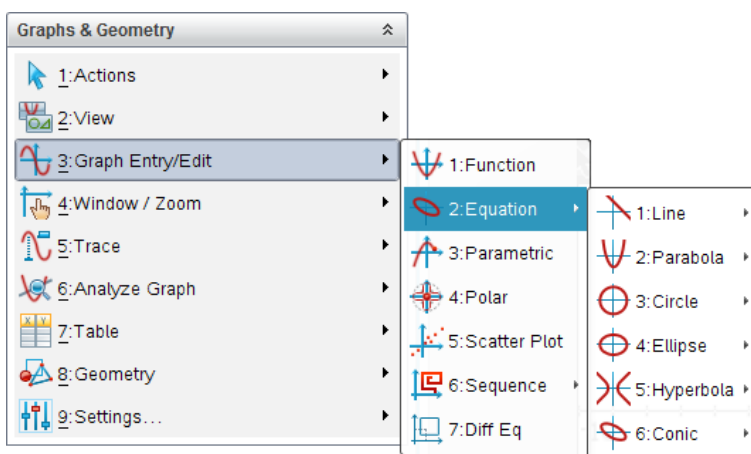 Graphs & Geometry
1:Actions
2:View
3:Graph Entry/Edit
4:Window / Zoom
5:Trace
6:Analyze Graph
7:Table
8:Geometry
9:Settings...
1:Function
2:Equation
3:Parametric
4:Polar
5:Scatter Plot
6:Sequence
7:Diff Eq
1:Line
2:Parabola
3:Circle
4:Ellipse
5:Hyperbola
6:Conic